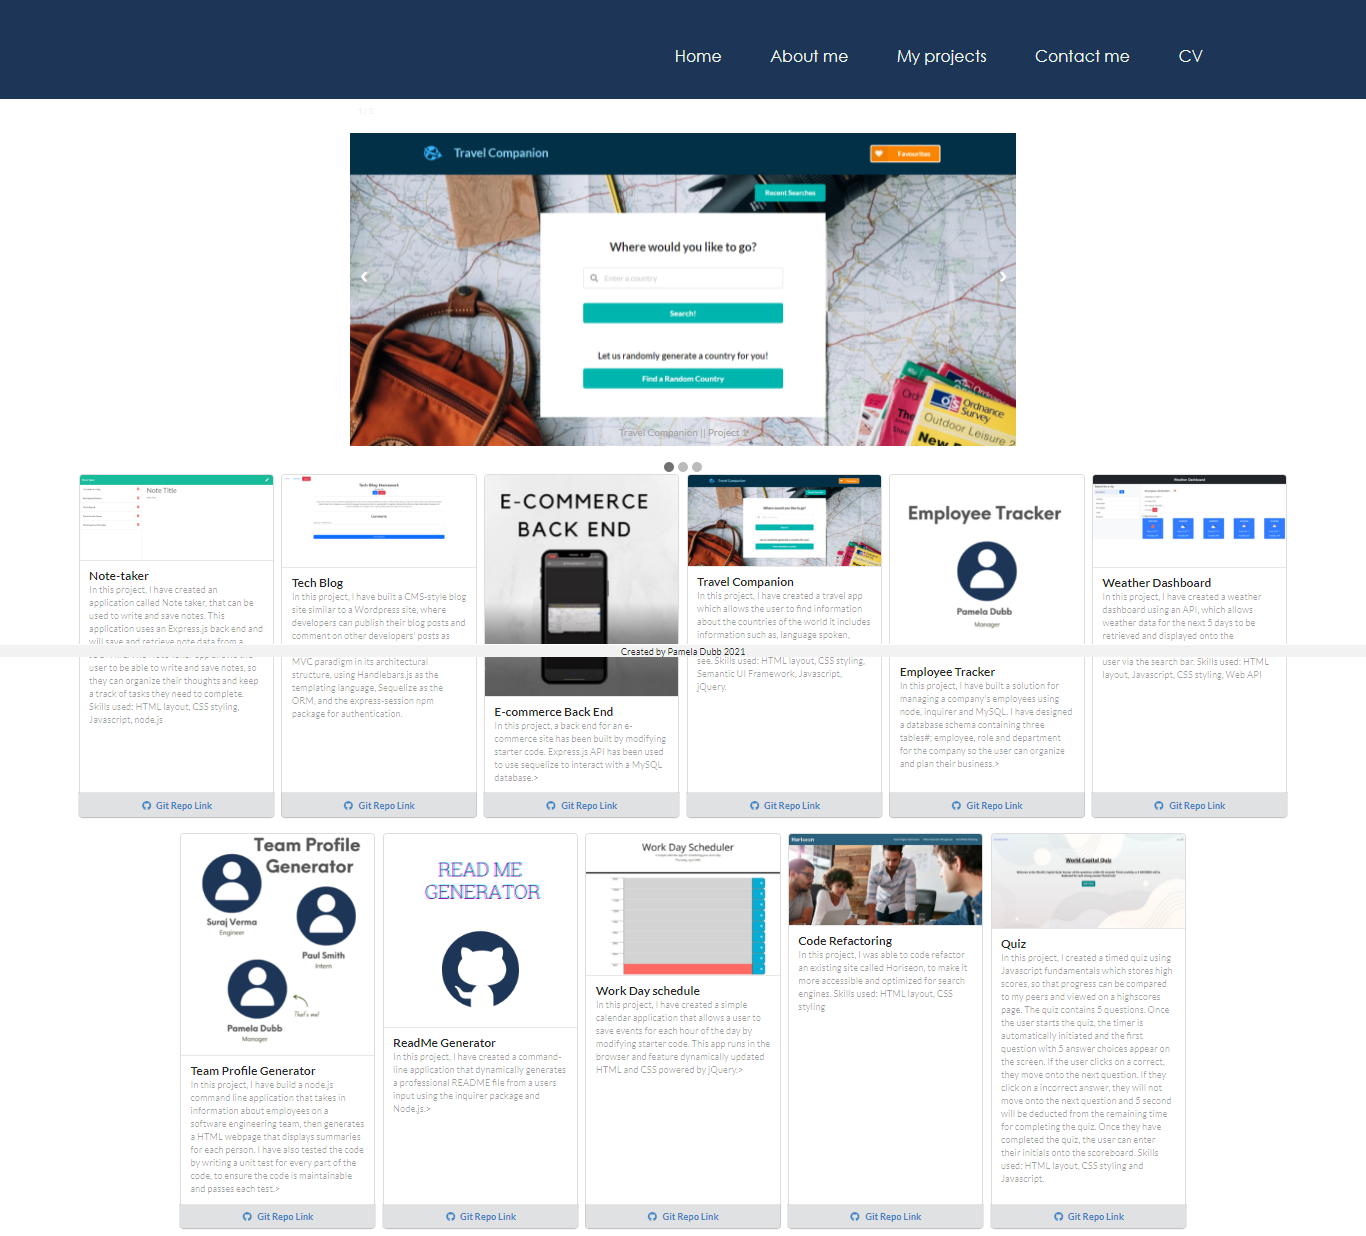 Home About me My projects Contact me CV
1 / 3
Travel Companion
Favourites
Recent Searches
Where would you like to go?
Enter a country
Search!
Let us randomly generate a country for you!
Find a Random Country
Ordnance
Survey
Outdoor Leisure 2
Travel Companion || Project 1
Note Title
Note-taker
In this project, I have created an
application called Note taker, that can be
used to write and save notes. This
application uses an Express.js back end and
will save and retrieve note data from a
user to be able to write and save notes, so
they can organize their thoughts and keep
a track of tasks they need to complete.
Skills used: HTML layout, CSS styling,
Javascript, node.js
Git Repo Link
Tech Blog Homework
Tech Blog
In this project, I have built a CMS-style blog
site similar to a Wordpress site, where
developers can publish their blog posts and
comment on other developers' posts as
MVC paradigm in its architectural
structure, using Handlebars.js as the
templating language, Sequelize as the
ORM, and the express-session npm
package for authentication.
Git Repo Link
E-COMMERCE
BACK END
E-commerce Back End
In this project, a back end for an e-
commerce site has been built by modifying
starter code. Express.js API has been used
to use sequelize to interact with a MySQL
database.>
Git Repo Link
Travel Companion
Where would you like to go?
Travel Companion
In this project, I have created a travel app
which allows the user to find information
about the countries of the world it includes
information such as, language spoken,
see. Skills used: HTML layout, CSS styling,
Semantic UI Framework, Javascript,
jQuery.
Git Repo Link
Employee Tracker
Pamela Dubb
Manager
Employee Tracker
In this project, I have built a solution for
managing a company's employees using
node, inquirer and MySQL. I have designed
a database schema containing three
tables#; employee, role and department
for the company so the user can organize
and plan their business.>
Git Repo Link
Weather Dashboard
Weather Dashboard
In this project, I have created a weather
dashboard using an API, which allows
weather data for the next 5 days to be
retrieved and displayed onto the
user via the search bar. Skills used: HTML
layout, Javascript, CSS styling, Web API
Git Repo Link
Created by Pamela Dubb 2021
Team Profile
Generator
Suraj Verma
Engineer
Paul Smith
Intern
Pamela Dubb
Manager
That's me!
Team Profile Generator
In this project, I have build a node.js
command line application that takes in
information about employees on a
software engineering team, then generates
a HTML webpage that displays summaries
for each person. I have also tested the code
by writing a unit test for every part of the
code, to ensure the code is maintainable
and passes each test.>
Git Repo Link
READ ME
GENERATOR
ReadMe Generator
In this project, I have created a command-
line application that dynamically generates
a professional README file from a users
input using the inquirer package and
Node.js.>
Git Repo Link
Work Day Scheduler
Work Day schedule
In this project, I have created a simple
calendar application that allows a user to
save events for each hour of the day by
modifying starter code. This app runs in the
browser and feature dynamically updated
HTML and CSS powered by jQuery.>
Git Repo Link
Horiseon
Code Refactoring
In this project, I was able to code refactor
an existing site called Horiseon, to make it
more accessible and optimized for search
engines. Skills used: HTML layout, CSS
styling
Git Repo Link
World Capital Quiz
Quiz
In this project, I created a timed quiz using
Javascript fundamentals which stores high
scores, so that progress can be compared
to my peers and viewed on a highscores
page. The quiz contains 5 questions. Once
the user starts the quiz, the timer is
automatically initiated and the first
question with 5 answer choices appear on
the screen. If the user clicks on a correct,
they move onto the next question. If they
click on a incorrect answer, they will not
move onto the next question and 5 second
will be deducted from the remaining time
for completing the quiz. Once they have
completed the quiz, the user can enter
their initials onto the scoreboard. Skills
used: HTML layout, CSS styling and
Javascript.
Git Repo Link